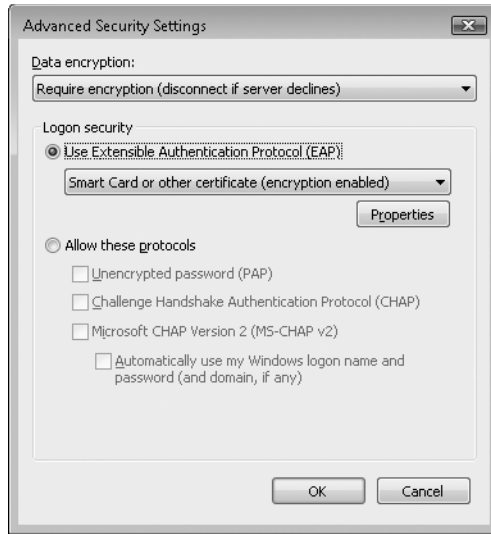 Advanced Security Settings
Data encryption:
Require encryption (disconnect if server declines)
Logon security
Use Extensible Authentication Protocol (EAP)
Smart Card or other certificate (encryption enabled)
Properties
Allow these protocols
Unencrypted password (PAP)
Challenge Handshake Authentication Protocol (CHAP)
Microsoft CHAP Version 2 (MS-CHAP v2)
Automatically use my Windows logon name and
password (and domain, if any)
OK
Cancel